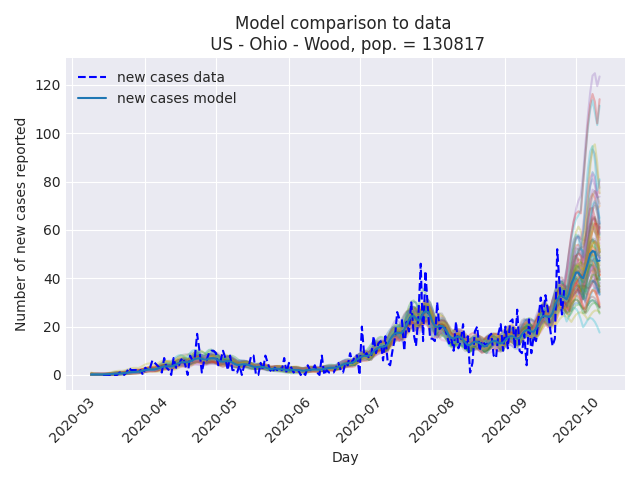 Model comparison to data
US - Ohio - Wood, pop. = 130817
new cases data
new cases model
Number of new cases reported
120
100
80
60
40
20
0
2020-03
2020-04
2020-05
2020-06
2020-07
2020-08
2020-09
2020-10
Day